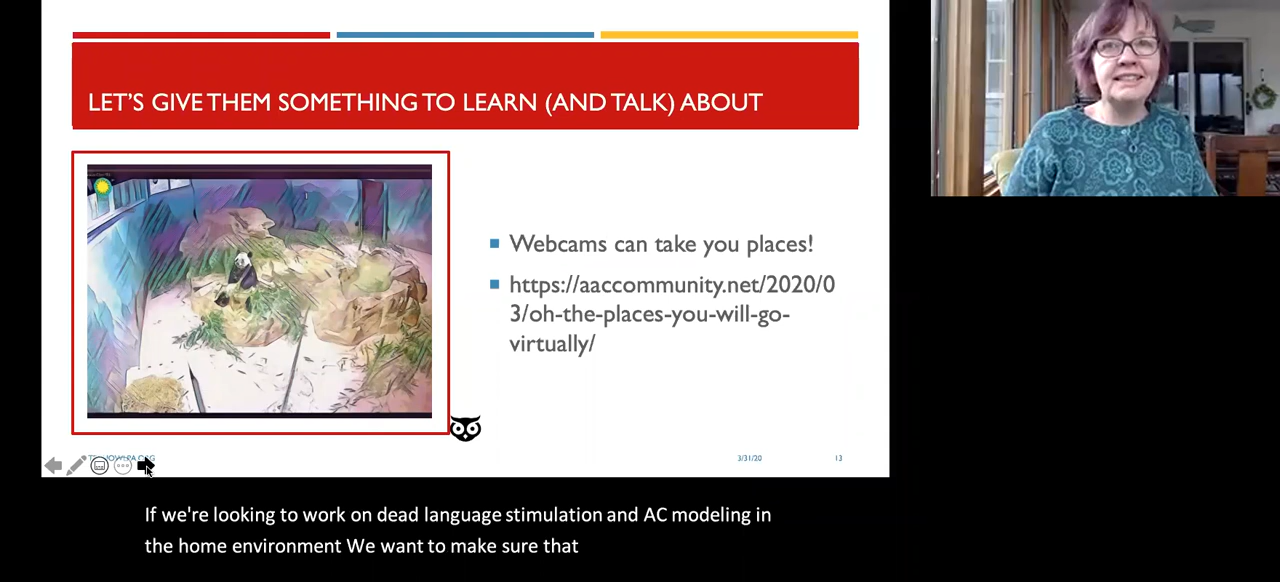 LET'S GIVE THEM SOMETHING TO LEARN (AND TALK) ABOUT
Webcams can take you places!
https://aaccommunity.net/2020/0
3/oh-the-places-you-will-go-
virtually/
3/31/20
13
If we're looking to work on dead language stimulation and AC modeling in
the home environment We want to make sure that